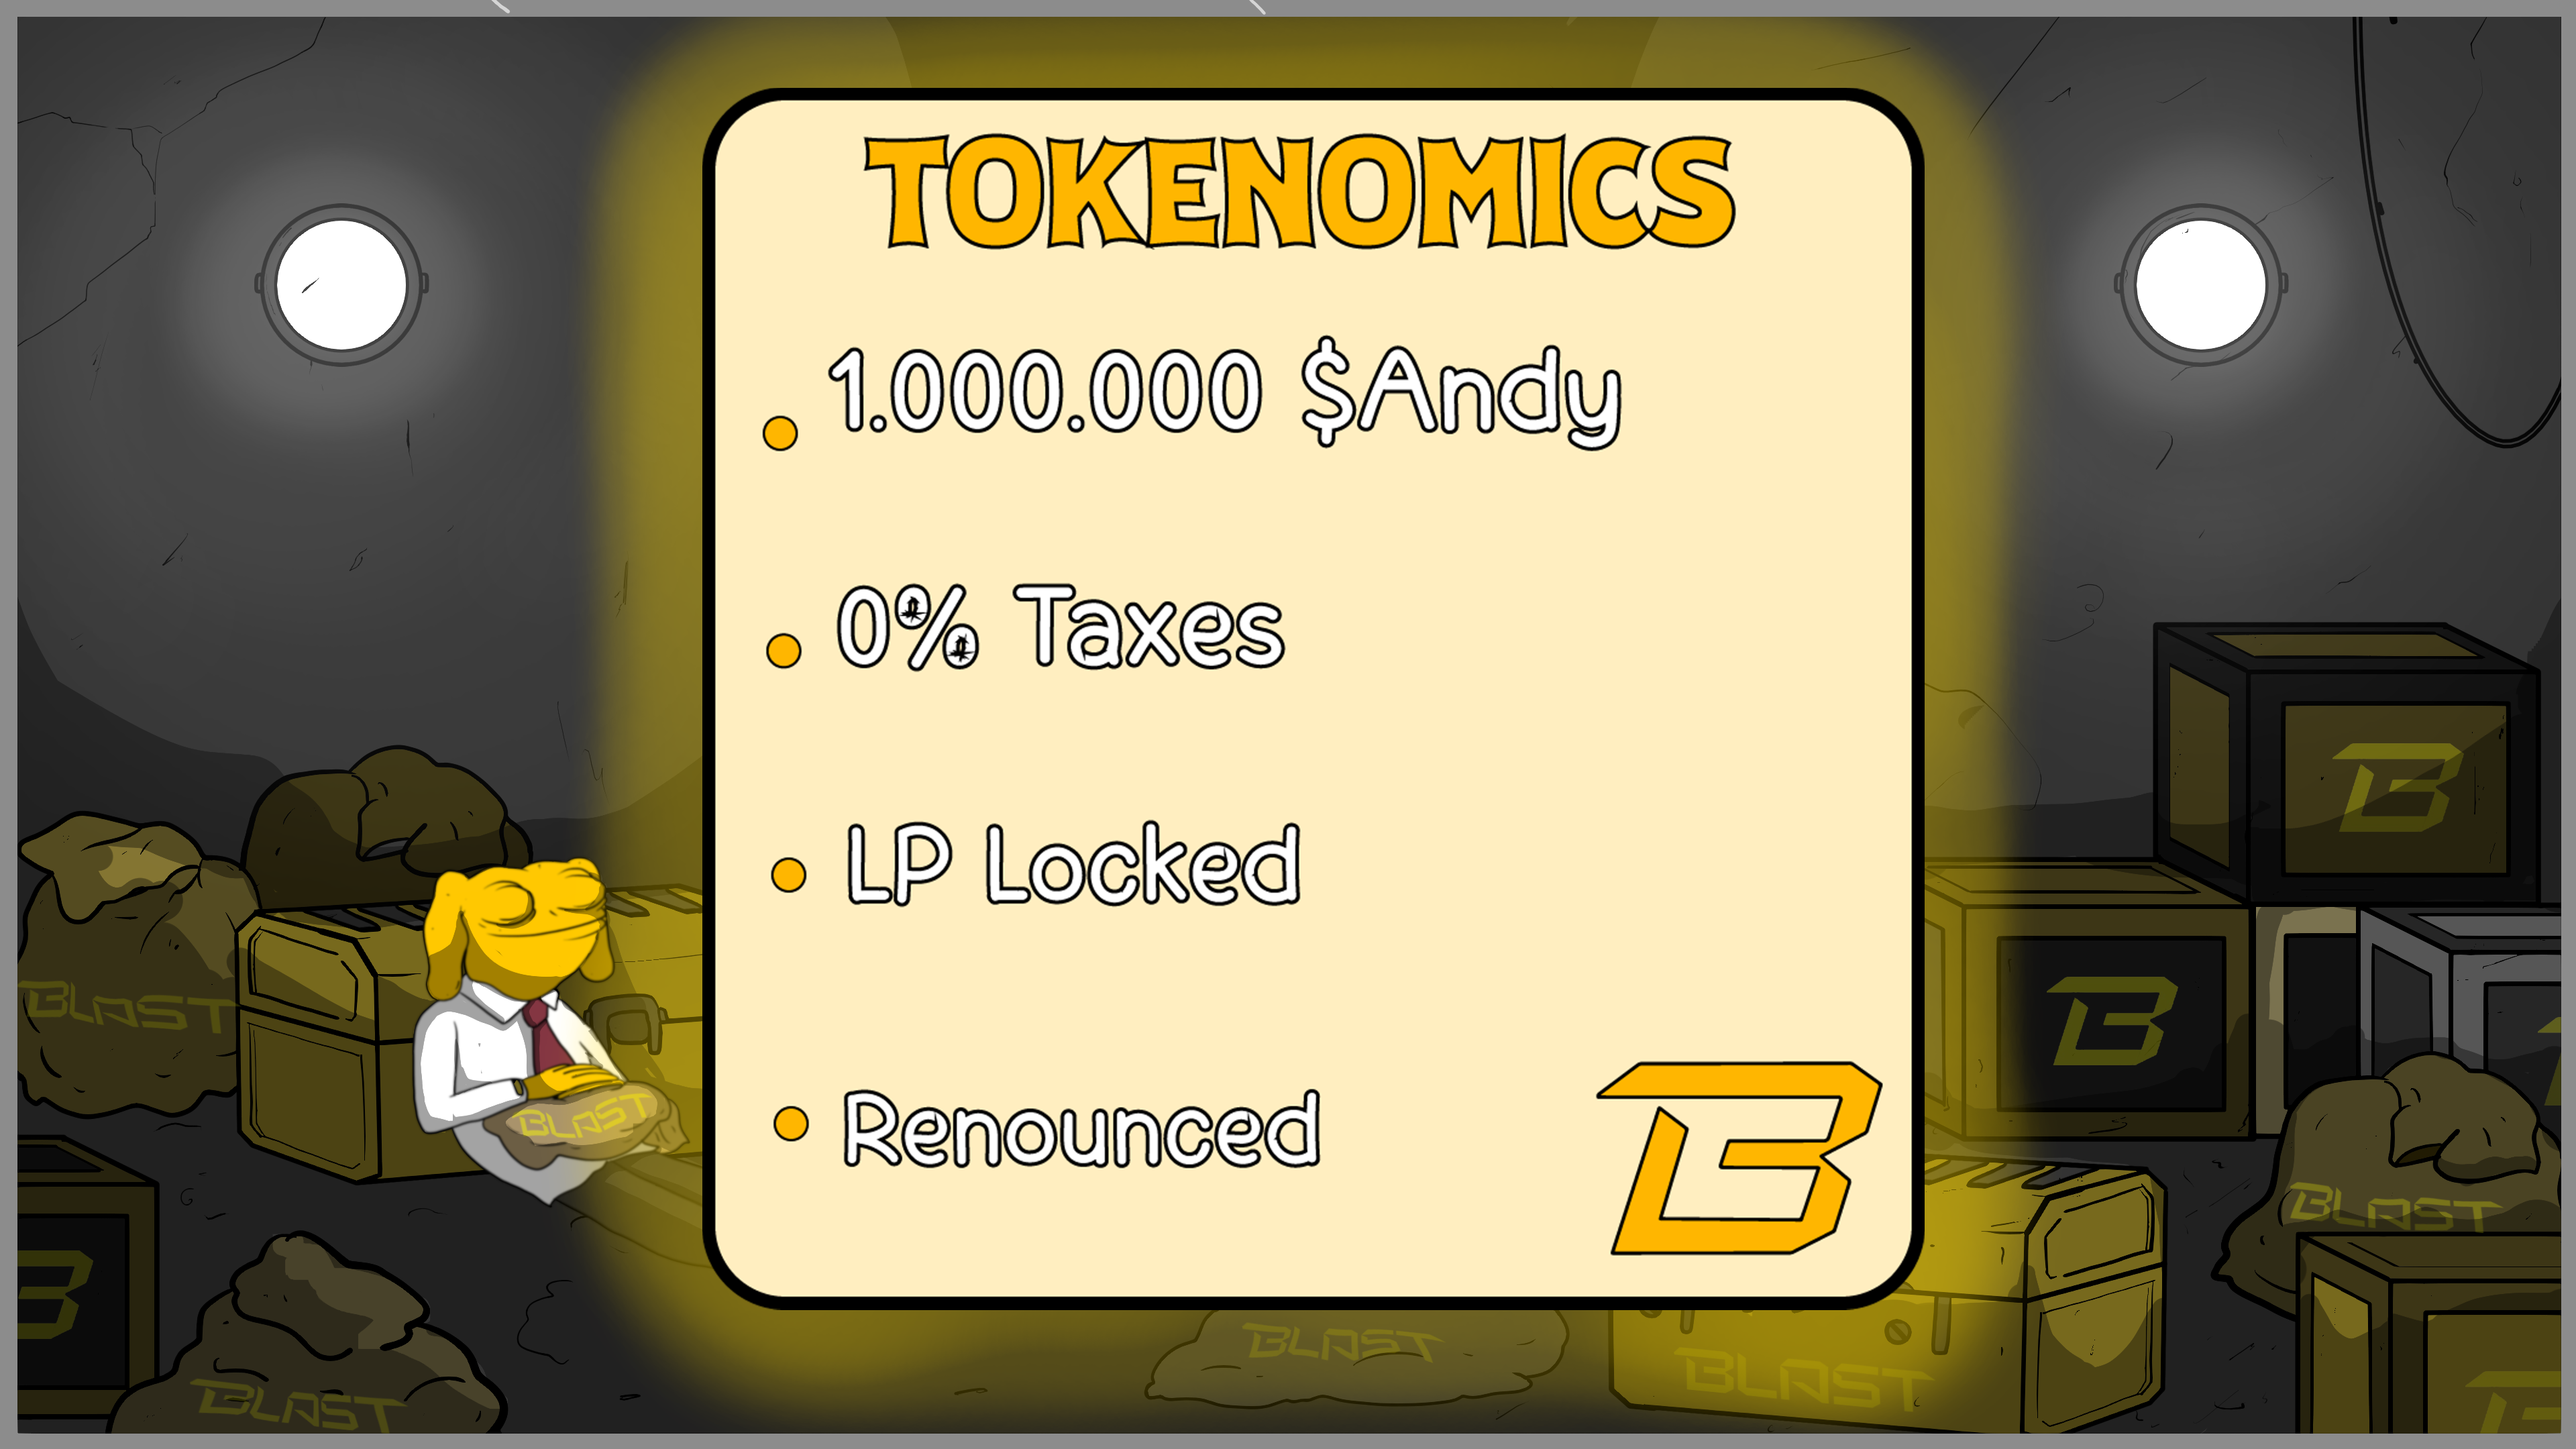 TOKENOMICS
1.000.000 $Andy
0% Taxes
LP Locked
Renounced
B
B
B
B
BLAST
BLAST
BLAST
BLAST
BLAST
BLAST